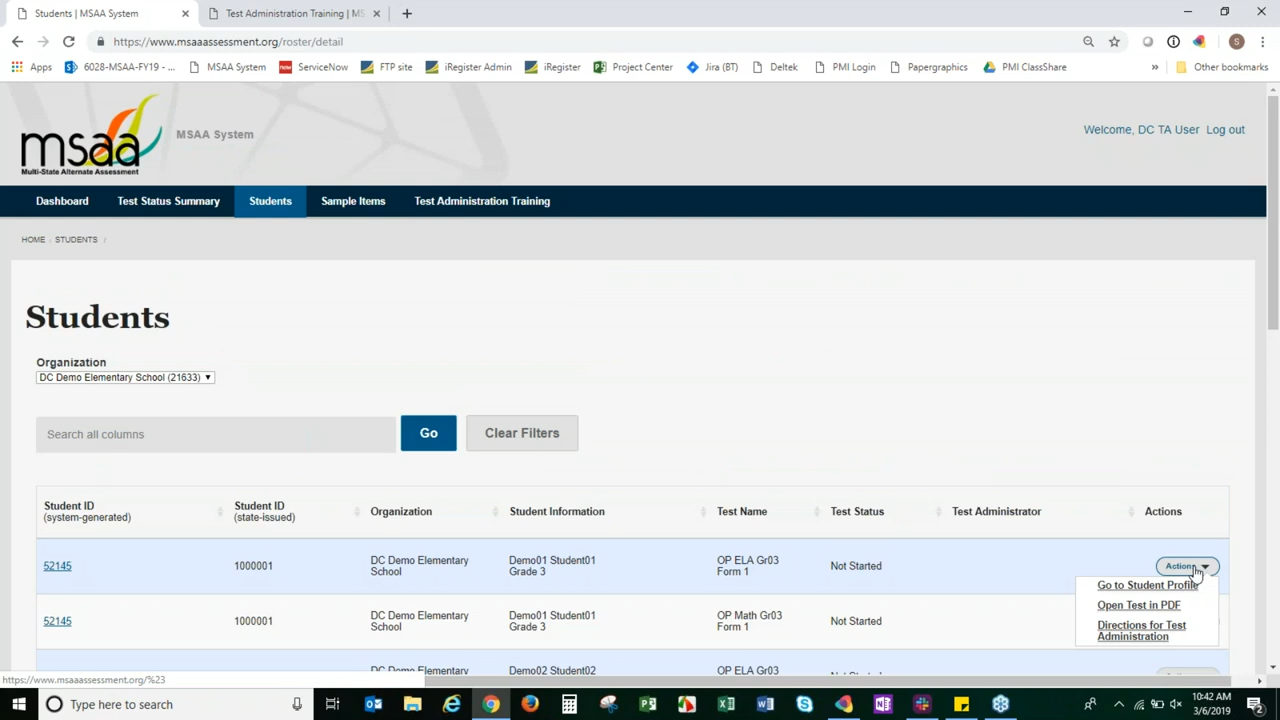 Students | MSAA System
Test Administration Training | MS
https://www.msaaassessment.org/roster/detail
S
Apps
6028-MSAA-FY19 - ...
MSAA System
ServiceNow
FTP site
iRegister Admin
iRegister
Project Center
Jira (BT)
Deltek
PMI Login
Papergraphics
PMI ClassShare
»
Other bookmarks
msaa
Multi-State Alternate Assessment
MSAA System
Welcome, DC TA User Log out
Dashboard
Test Status Summary
Students
Sample Items
Test Administration Training
HOME › STUDENTS /
Students
Organization
DC Demo Elementary School (21633)
Search all columns
Go
Clear Filters
Student ID
(system-generated)
Student ID
(state-issued)
Organization
Student Information
Test Name
Test Status
Test Administrator
Actions
52145
1000001
DC Demo Elementary
School
Demo01 Student01
Grade 3
OP ELA Gr03
Form 1
Not Started
Actions
Go to Student Profile
Open Test in PDF
Directions for Test
Administration
52145
1000001
DC Demo Elementary
School
Demo01 Student01
Grade 3
OP Math Gr03
Form 1
Not Started
DC Demo Elementary
Demo02 Student02
OP ELA Gr03
https://www.msaaassessment.org/%23
Type here to search
10:42 AM
3/6/2019
2